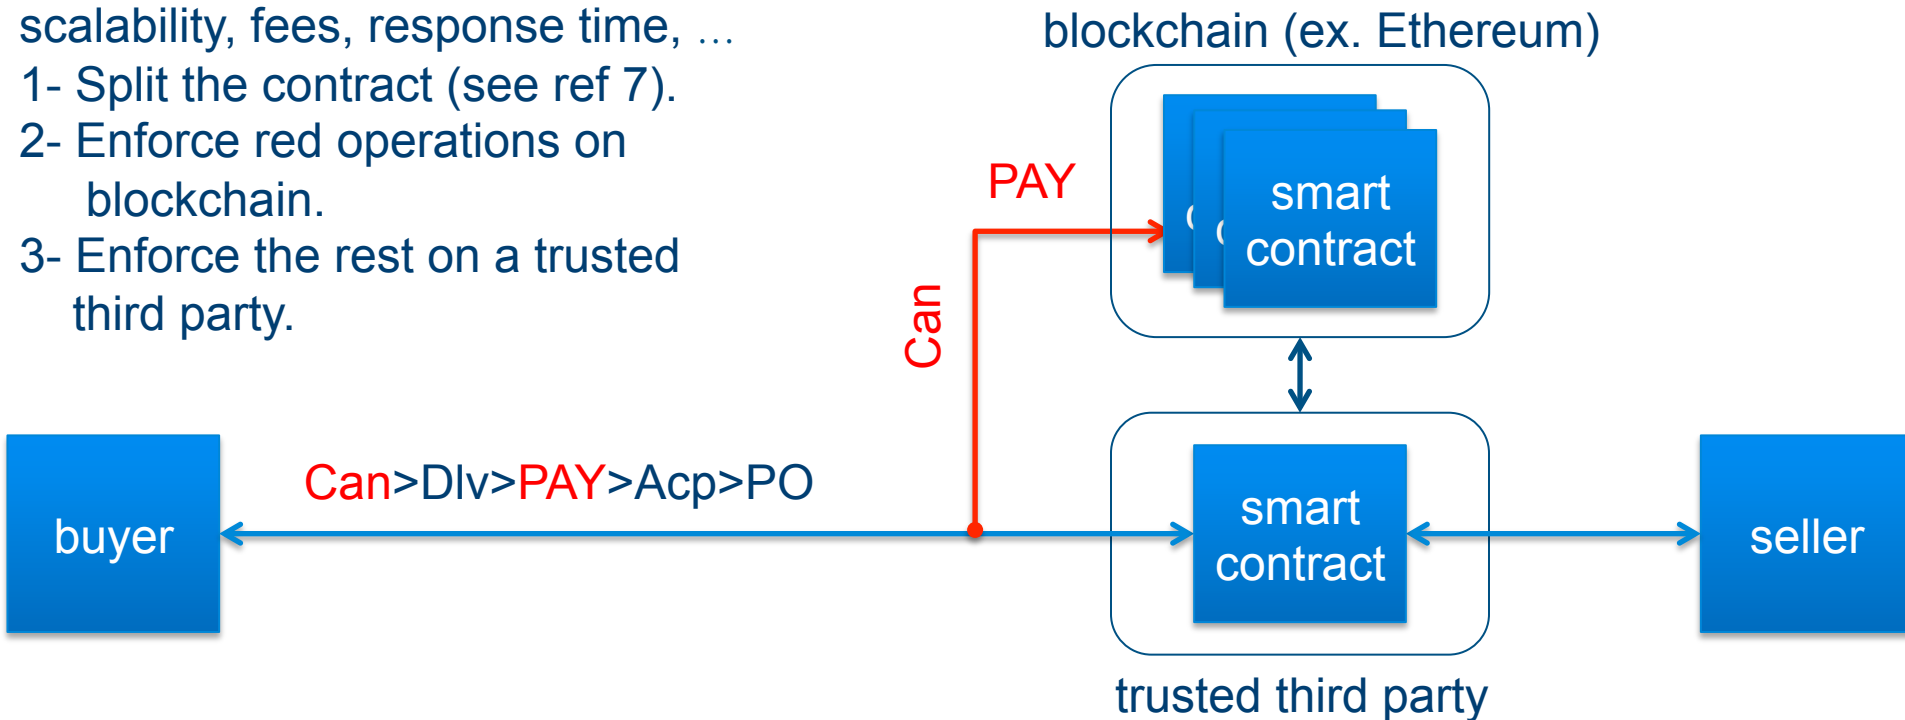 scalability, fees, response time, …
1- Split the contract (see ref 7).
2- Enforce red operations on
blockchain.
3- Enforce the rest on a trusted
third party.
blockchain (ex. Ethereum)
PAY
smart
contract
Can
Can>Dlv>PAY>Acp>PO
buyer
smart
contract
seller
trusted third party